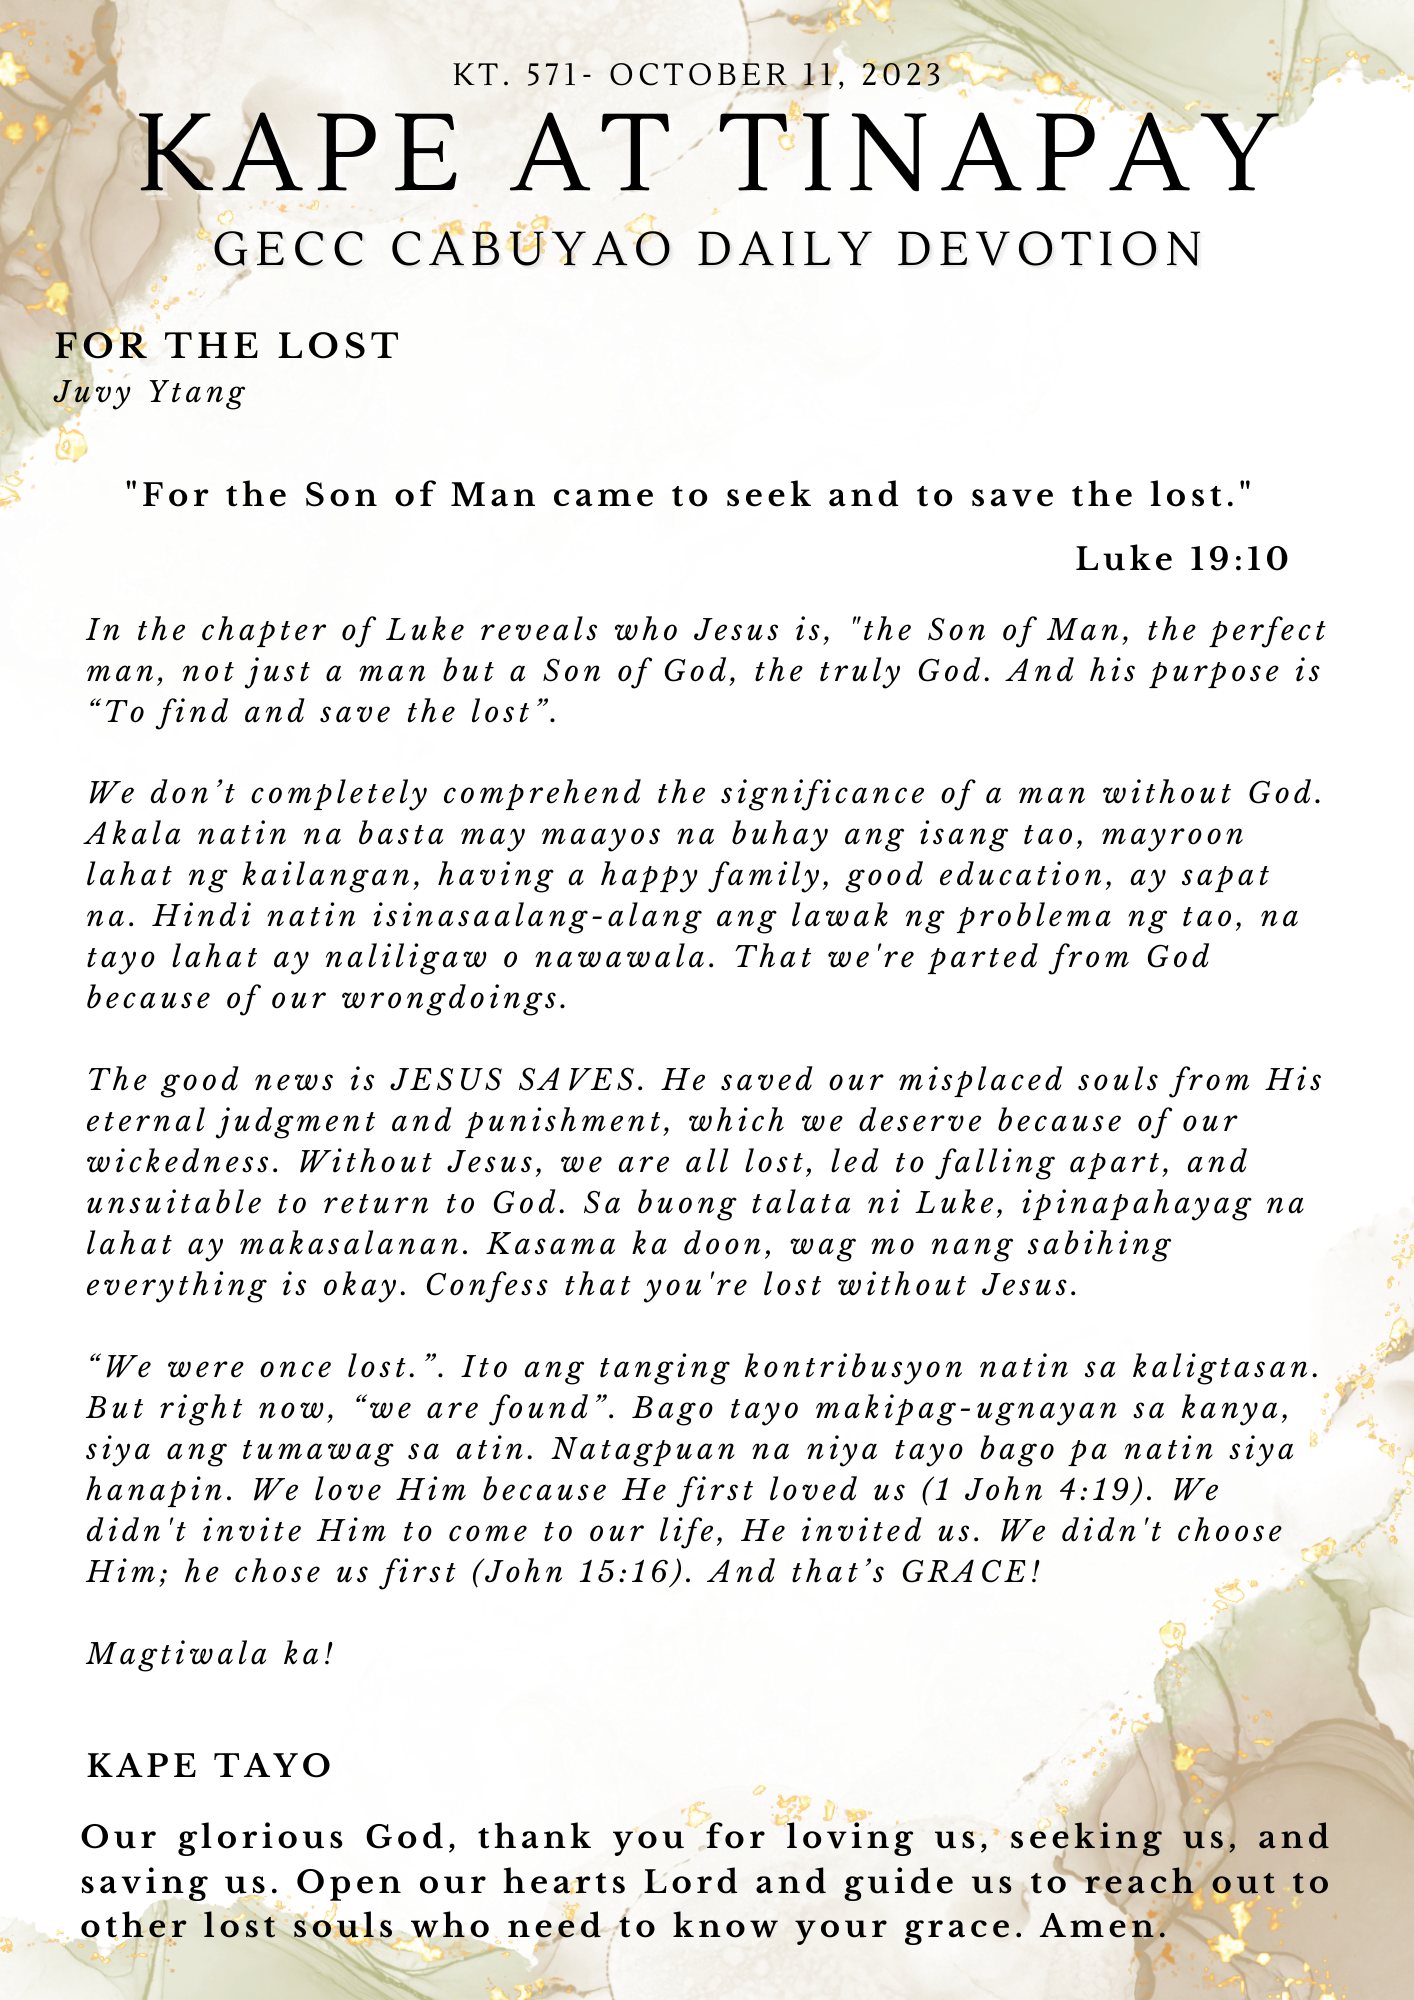 KT. 571- OCTOBER 11, 2023
KAPE AT TINAPAY
GECC CABUYAO DAILY DEVOTION
FOR THE LOST
Juvy Ytang
"For the Son of Man came to seek and to save the lost."
Luke 19:10
In the chapter of Luke reveals who Jesus is, "the Son of Man, the perfect
man, not just a man but a Son of God, the truly God. And his purpose is
“To find and save the lost”.
We don’t completely comprehend the significance of a man without God.
Akala natin na basta may maayos na buhay ang isang tao, mayroon
lahat ng kailangan, having a happy family, good education, ay sapat
na. Hindi natin isinasaalang-alang ang lawak ng problema ng tao, na
tayo lahat ay naliligaw o nawawala. That we're parted from God
because of our wrongdoings.
The good news is JESUS SAVES. He saved our misplaced souls from His
eternal judgment and punishment, which we deserve because of our
wickedness. Without Jesus, we are all lost, led to falling apart, and
unsuitable to return to God. Sa buong talata ni Luke, ipinapahayag na
lahat ay makasalanan. Kasama ka doon, wag mo nang sabihing
everything is okay. Confess that you're lost without Jesus.
“We were once lost.”. Ito ang tanging kontribusyon natin sa kaligtasan.
But right now, “we are found”. Bago tayo makipag-ugnayan sa kanya,
siya ang tumawag sa atin. Natagpuan na niya tayo bago pa natin siya
hanapin. We love Him because He first loved us (1 John 4:19). We
didn't invite Him to come to our life, He invited us. We didn't choose
Him; he chose us first (John 15:16). And that’s GRACE!
Magtiwala ka!
KAPE TAYO
Our glorious God, thank you for loving us, seeking us, and
saving us. Open our hearts Lord and guide us to reach out to
other lost souls who need to know your grace. Amen.